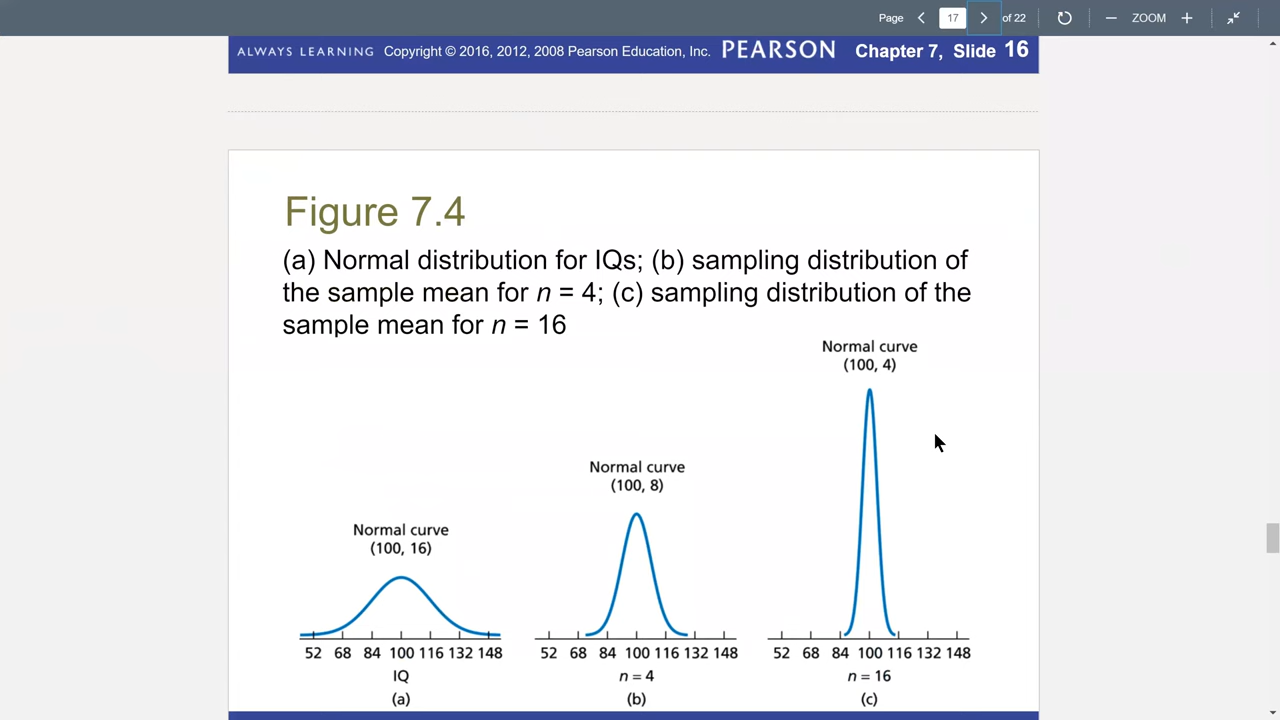 Page 17 of 22 ZOOM
ALWAYS LEARNING Copyright © 2016, 2012, 2008 Pearson Education, Inc. PEARSON Chapter 7, Slide 16
Figure 7.4
(a) Normal distribution for IQs; (b) sampling distribution of
the sample mean for n = 4; (c) sampling distribution of the
sample mean for n = 16
Normal curve
(100, 16)
52 68 84 100 116 132 148
IQ
(a)
Normal curve
(100, 8)
52 68 84 100 116 132 148
n = 4
(b)
Normal curve
(100, 4)
52 68 84 100 116 132 148
n = 16
(c)